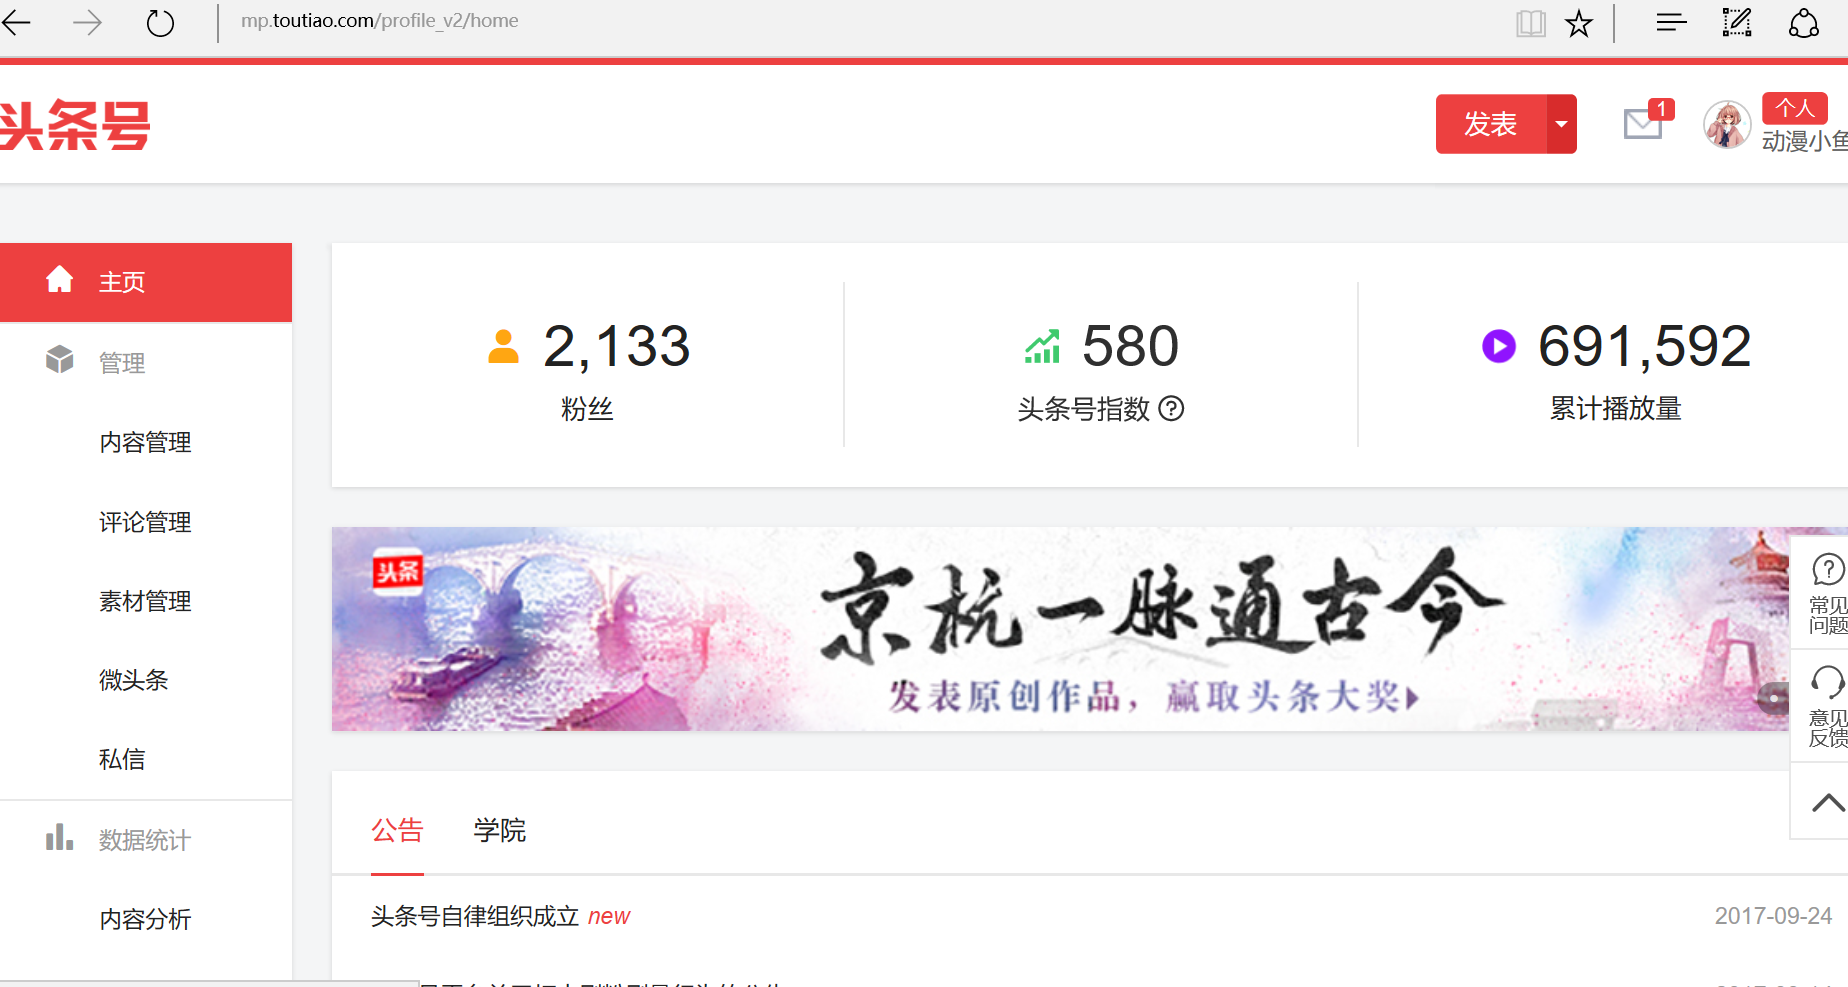 mp.toutiao.com/profile_v2/home
头条号
发表
1
个人
动漫小鱼
主页
管理
内容管理
评论管理
素材管理
微头条
私信
数据统计
内容分析
2,133
粉丝
580
头条号指数
691,592
累计播放量
头条
京杭一脉通古今
发表原创作品，赢取头条大奖
常见
问题
意见
反馈
公告 学院
头条号自律组织成立 new 2017-09-24